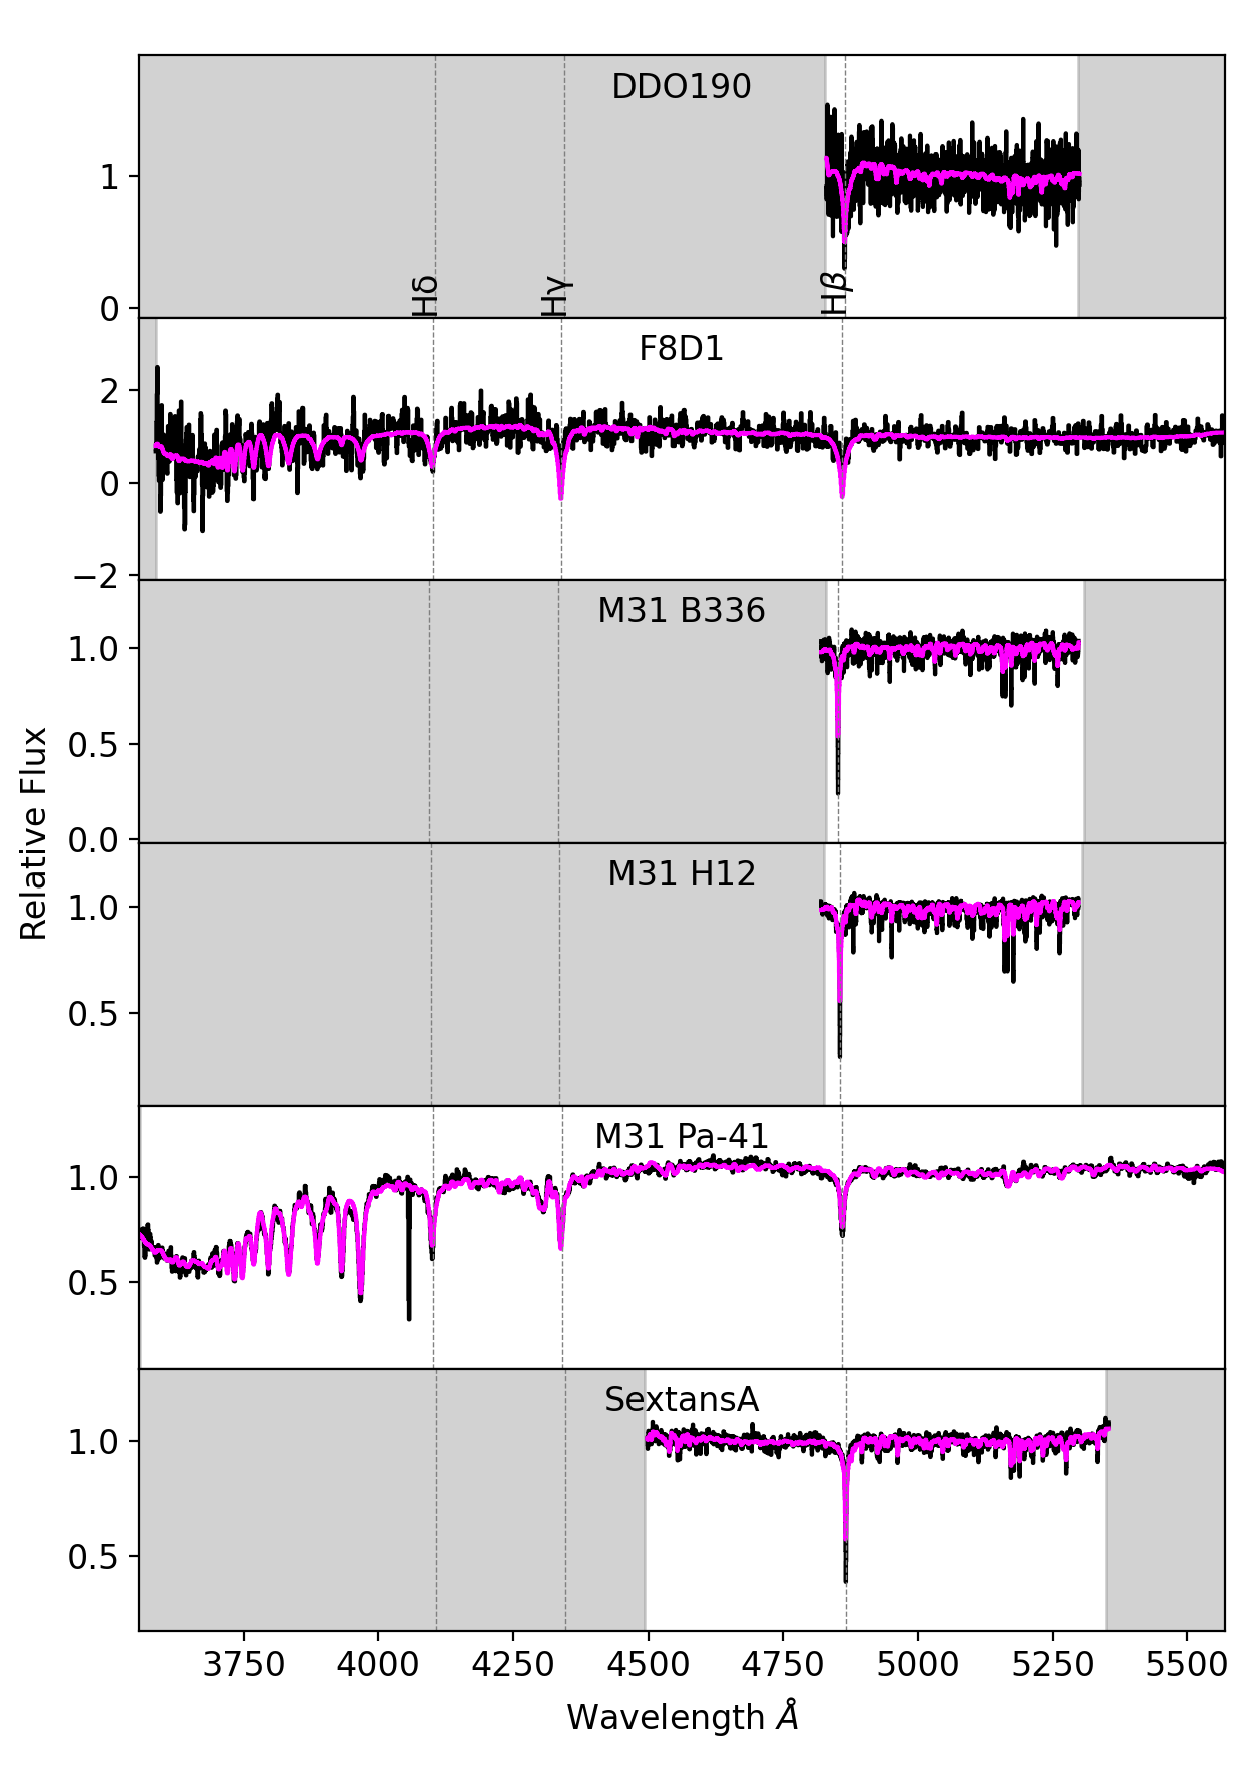 DDO190
1
0
Hδ
Hγ
Hβ
F8D1
2
0
−2
M31 B336
1.0
0.5
0.0
M31 H12
1.0
0.5
M31 Pa-41
1.0
0.5
SextansA
1.0
0.5
Relative Flux
3750 4000 4250 4500 4750 5000 5250 5500
Wavelength Å